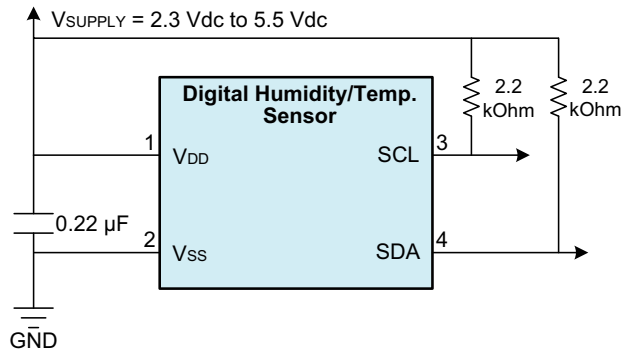 VSUPPLY = 2.3 Vdc to 5.5 Vdc
Digital Humidity/Temp.
Sensor
2.2
kOhm
2.2
kOhm
1
VDD
SCL
3
0.22 µF
2
VSS
SDA
4
GND